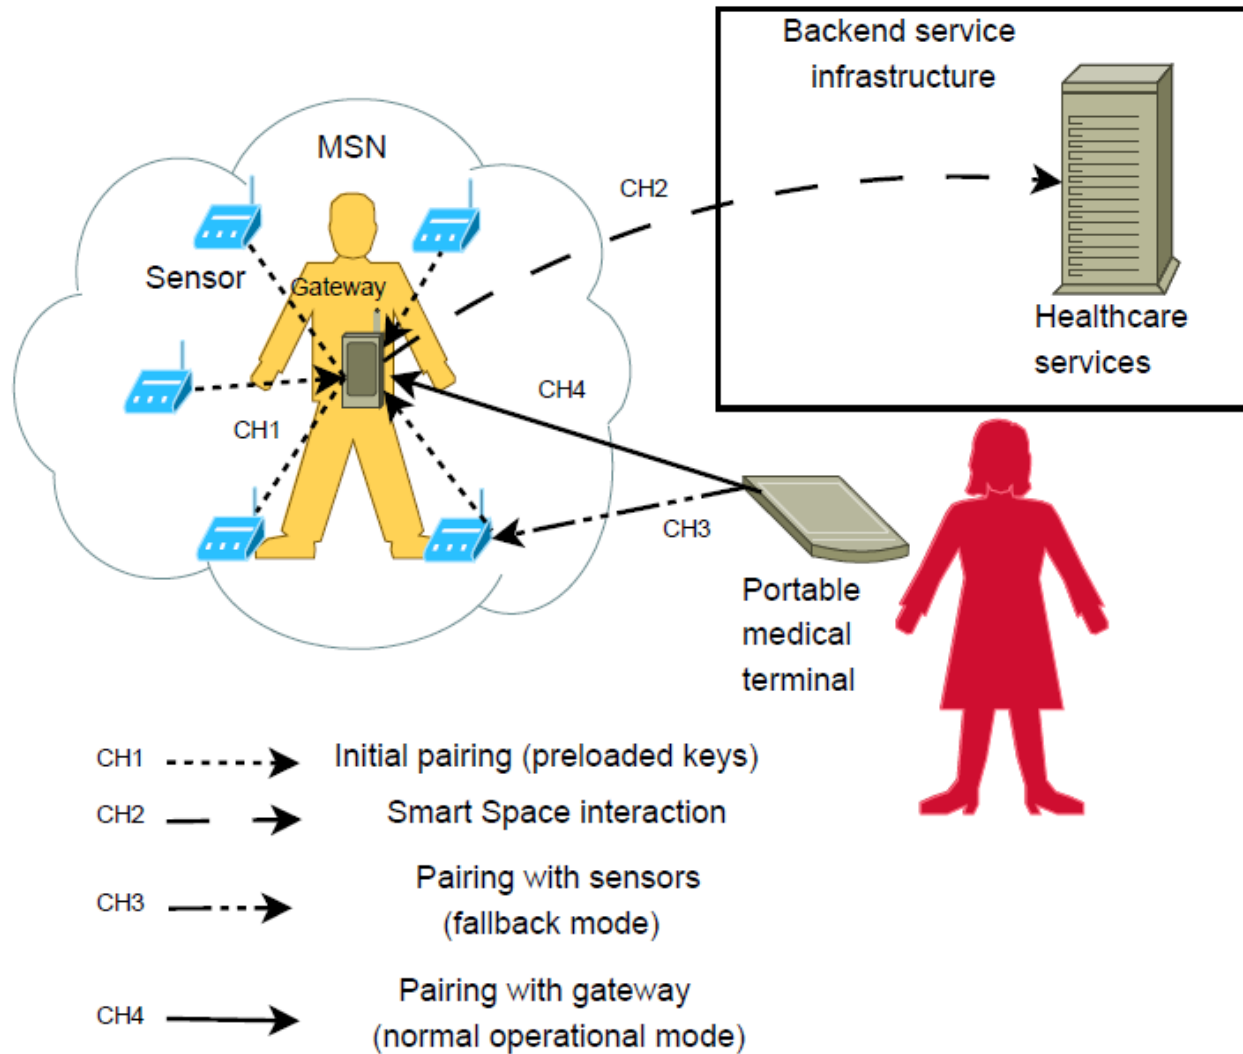 Backend service
infrastructure
MSN
CH2
Sensor
Gateway
Healthcare
services
CH4
CH1
CH3
Portable
medical
terminal
CH1 Initial pairing (preloaded keys)
CH2 Smart Space interaction
CH3 Pairing with sensors
(fallback mode)
CH4 Pairing with gateway
(normal operational mode)